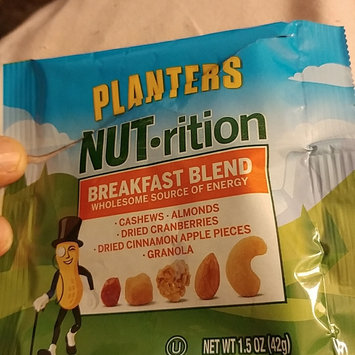 PLANTERS
NUT•rition
BREAKFAST BLEND
WHOLESOME SOURCE OF ENERGY
• CASHEWS • ALMONDS
• DRIED CRANBERRIES
• DRIED CINNAMON APPLE PIECES
• GRANOLA
U
NET WT 1.5 OZ (42g)